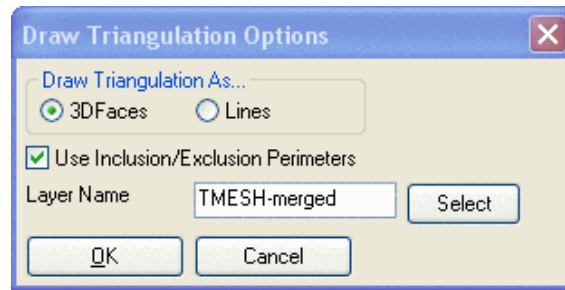 Draw Triangulation Options
Draw Triangulation As...
3DFaces Lines
Use Inclusion/Exclusion Perimeters
Layer Name TMESH-merged Select
OK Cancel